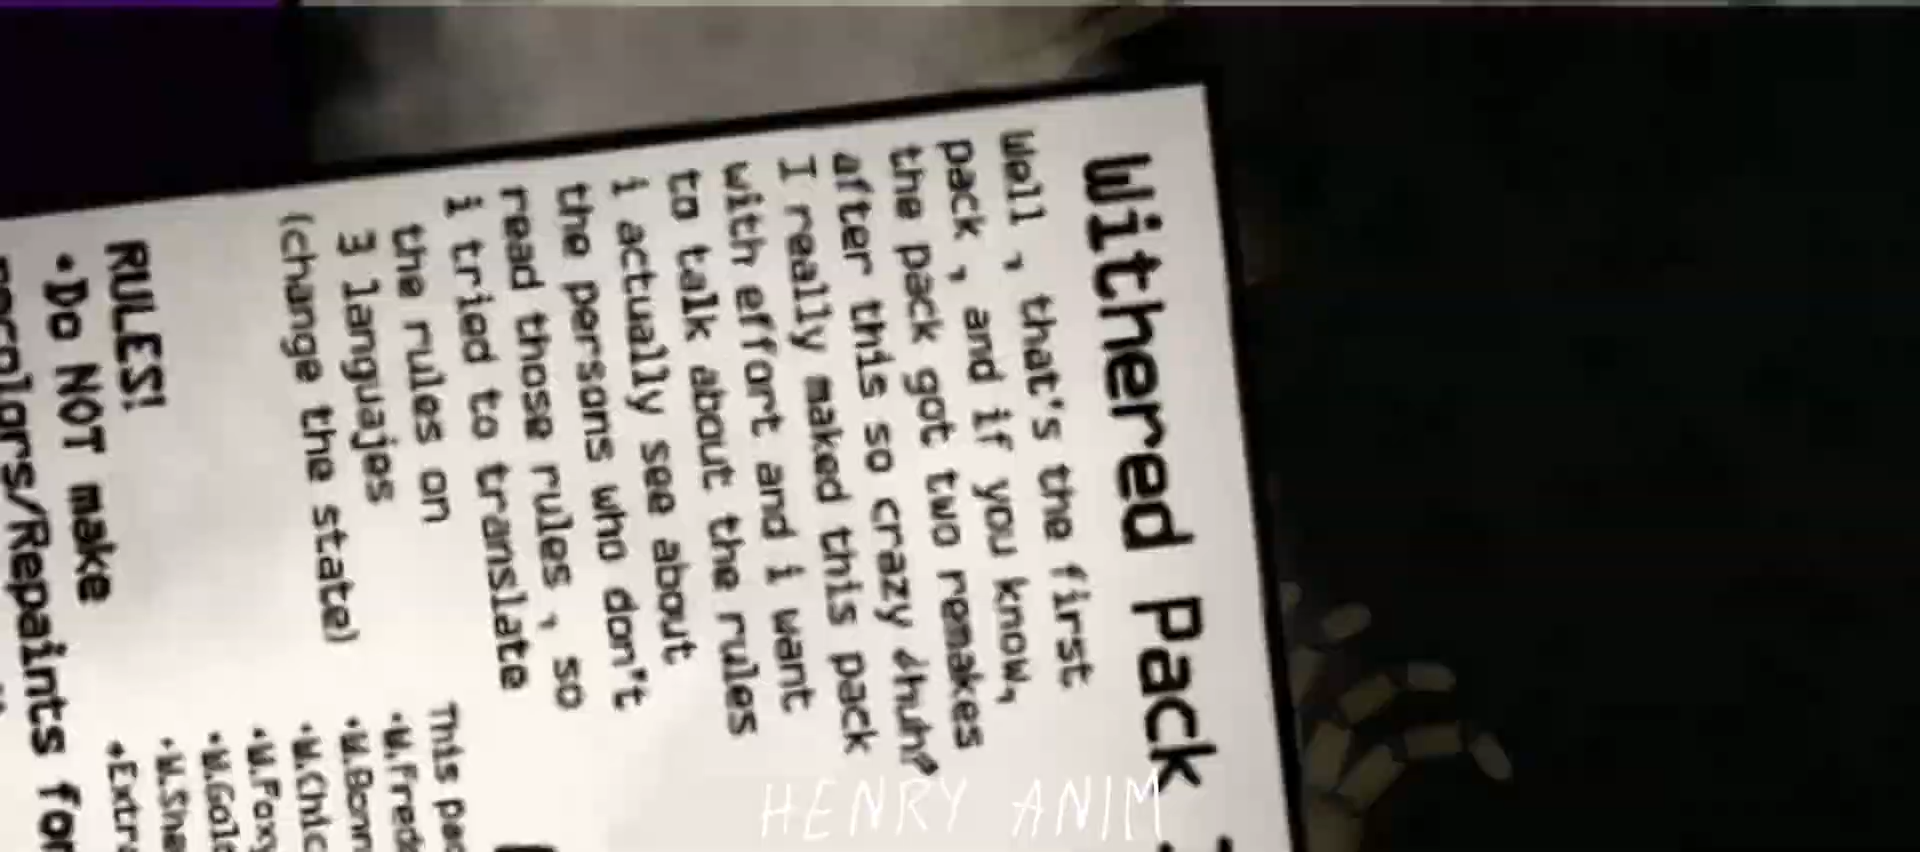 Withered Pack
Well , that's the first
pack , and if you know,
the pack got two remakes
after this so crazy ¿huh?
I really maked this pack
with effort and i want
to talk about the rules
i actually see about
the persons who don't
read those rules , so
i tried to translate
the rules on
3 languajes
(change the state)
RULES!
•Do NOT make
/Repaints for
This
•W.Fred
•W.Bonn
•W.Chic
•W.Foxy
•W.Gold
•W.Sha
•Extra
HENRY ANIM